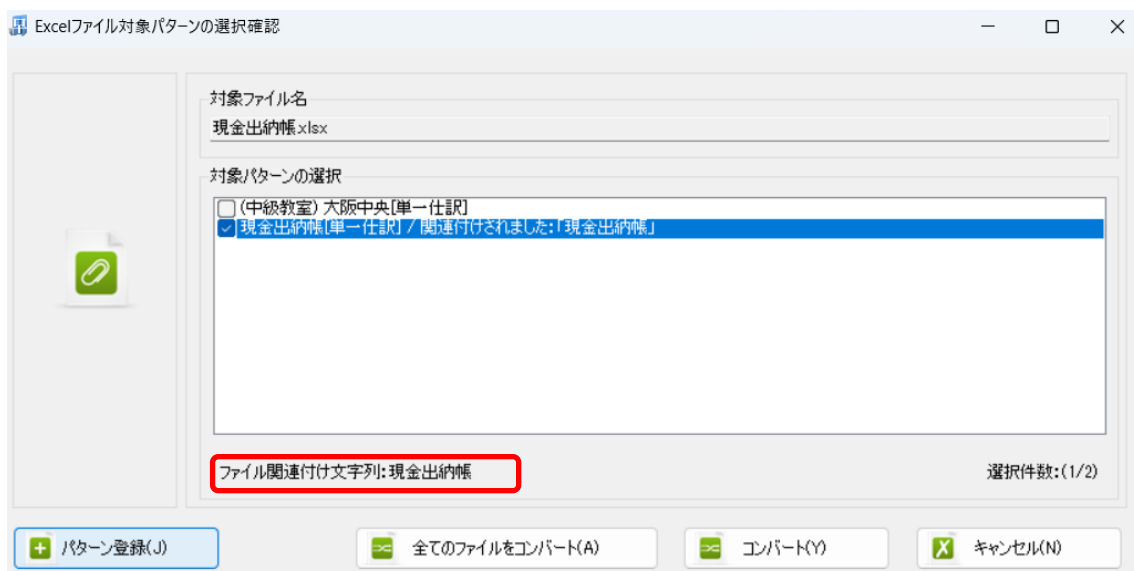 Excelファイル対象パターンの選択確認
対象ファイル名
現金出納帳.xlsx
対象パターンの選択
(中級教室) 大阪中央[単一仕訳]
現金出納帳[単一仕訳] / 関連付けされました:「現金出納帳」
ファイル関連付け文字列:現金出納帳
選択件数:(1/2)
パターン登録(J)
全てのファイルをコンバート(A)
コンバート(Y)
キャンセル(N)